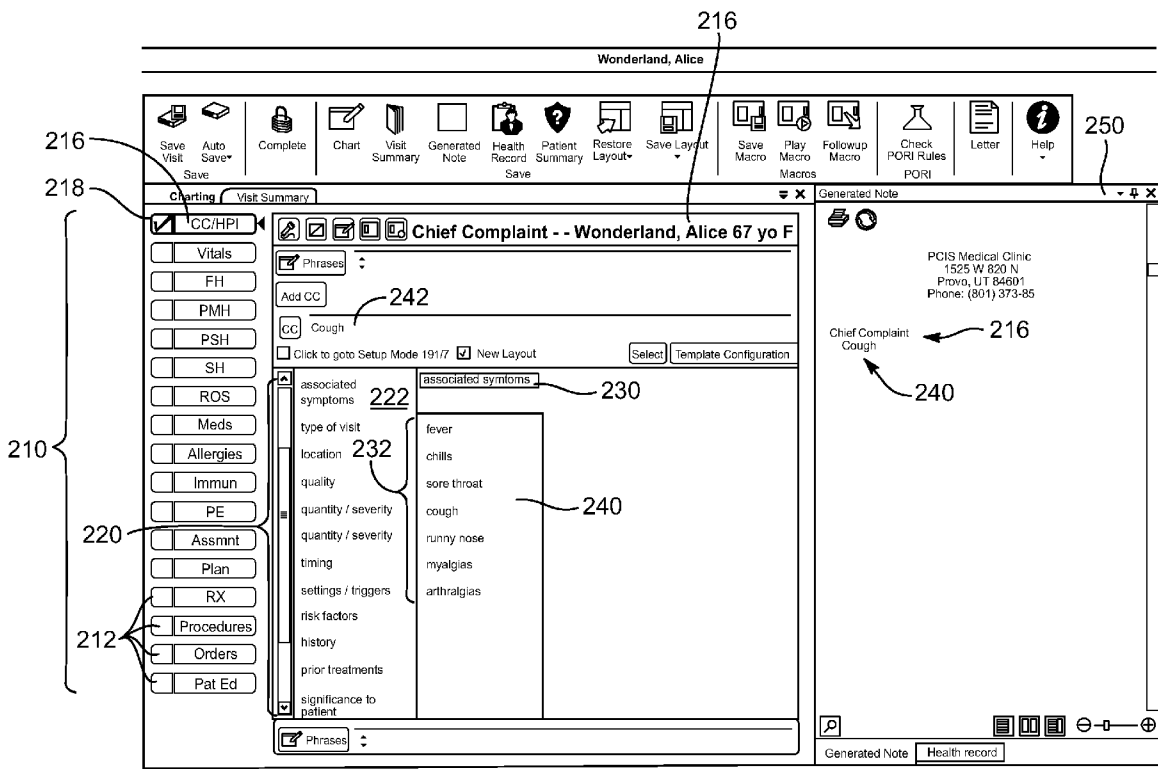 216
Wonderland, Alice
Save Visit
Auto Save
Save
Complete
Chart
Visit Summary
Generated Note
Health Record
Patient Summary
Restore Layout
Save Layout
Save
Save Macro
Play Macro
Followup Macro
Macros
Check PORI Rules
PORI
Letter
Help
250
216
218
Charting
Visit Summary
Generated Note
210
CC/HPI
Vitals
FH
PMH
PSH
SH
ROS
Meds
Allergies
Immun
PE
Assmnt
Plan
RX
Procedures
Orders
Pat Ed
220
212
Chief Complaint - - Wonderland, Alice 67 yo F
216
Phrases
Add CC
242
CC Cough
Click to goto Setup Mode 191/7
New Layout
Select
Template Configuration
associated
symptoms
222
type of visit
location
quality
quantity / severity
quantity / severity
timing
settings / triggers
risk factors
history
prior treatments
significance to
patient
associated symtoms
230
232
fever
chills
sore throat
cough
runny nose
myalgias
arthralgias
240
Phrases
PCIS Medical Clinic
1525 W 820 N
Provo, UT 84601
Phone: (801) 373-85
Chief Complaint
216
Cough
240
Generated Note
Health record